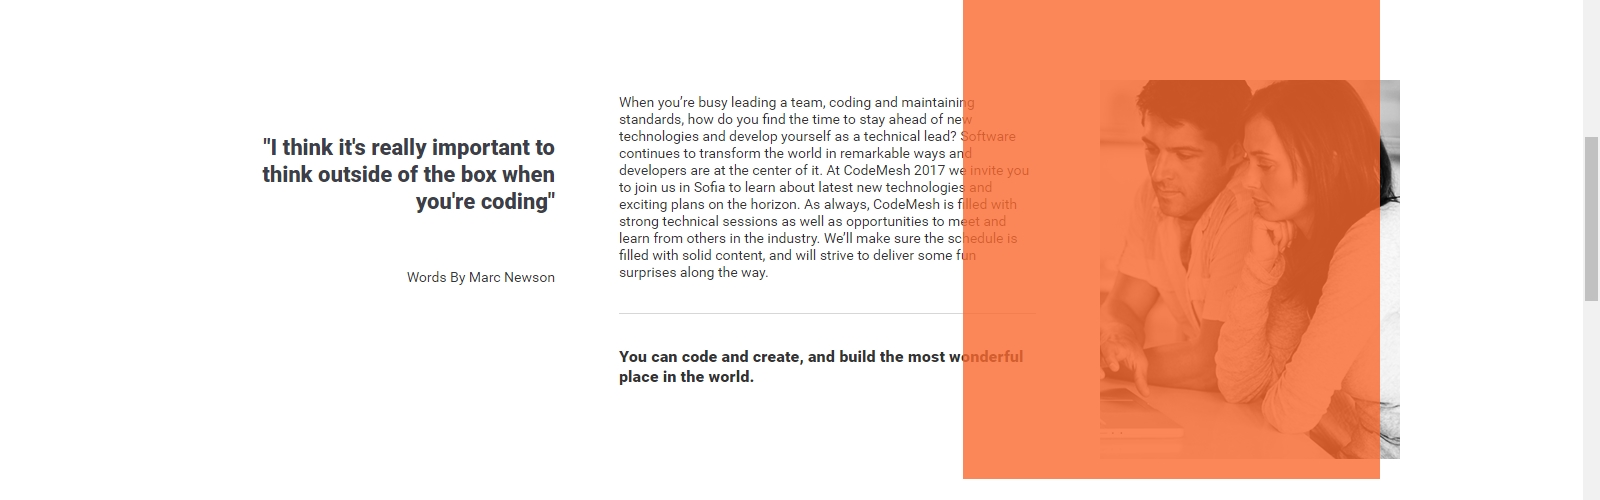 "I think it's really important to
think outside of the box when
you're coding"
Words By Marc Newson
When you’re busy leading a team, coding and maintaining
standards, how do you find the time to stay ahead of new
technologies and develop yourself as a technical lead? Software
continues to transform the world in remarkable ways and
developers are at the center of it. At CodeMesh 2017 we invite you
to join us in Sofia to learn about latest new technologies and
exciting plans on the horizon. As always, CodeMesh is filled with
strong technical sessions as well as opportunities to meet and
learn from others in the industry. We’ll make sure the schedule is
filled with solid content, and will strive to deliver some fun
surprises along the way.
You can code and create, and build the most wonderful
place in the world.